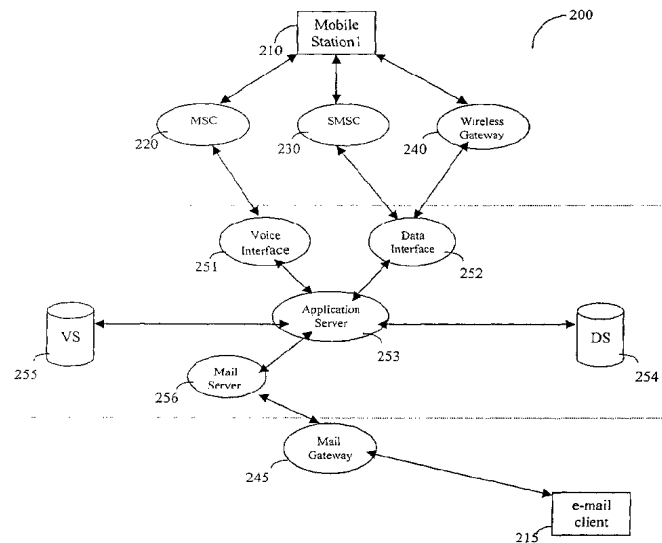 Mobile
Station1
210
200
MSC
220
SMSC
230
Wireless
Gateway
240
Voice
Interface
251
Data
Interface
252
Application
Server
253
VS
255
DS
254
Mail
Server
256
Mail
Gateway
245
e-mail
client
215